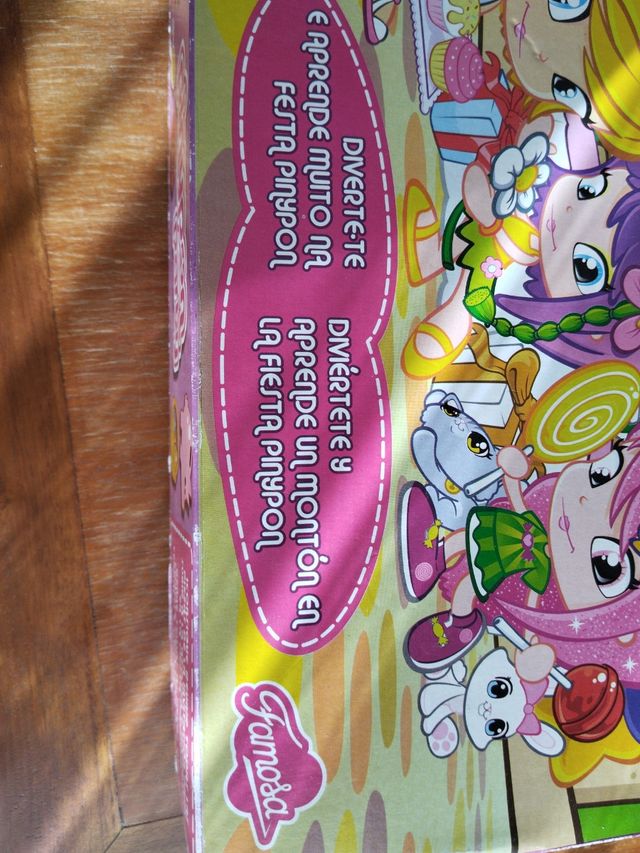 DIVERTE-TE
E APRENDE MUITO NA
FESTA PINYPON
DIVIÉRTETE Y
APRENDE UN MONTÓN EN
LA FIESTA PINYPON
Famosa